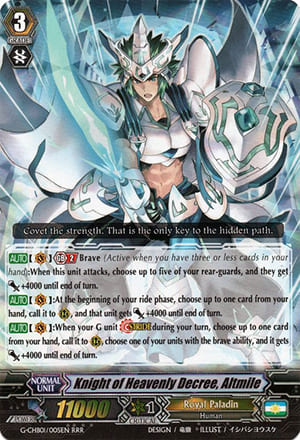 GRADE
3
Covet the strength. That is the only key to the hidden path.
AUTO [ ] GB 2 Brave (Active when you have three or less cards in your
hand):When this unit attacks, choose up to five of your rear-guards, and they get
+4000 until end of turn.
AUTO [ ]:At the beginning of your ride phase, choose up to one card from your
hand, call it to , and that unit gets +4000 until end of turn.
AUTO [ ]:When your G unit STRIDE during your turn, choose up to one card
from your hand, call it to , choose one of your units with the brave ability, and it gets
+4000 until end of turn.
NORMAL UNIT
Knight of Heavenly Decree, Altmile
POWER 11000
1
CRITICAL
Royal Paladin
Human
G-CHB01/005EN RRR
DESIGN / 竜徹 ILLUST / イシバシヨウスケ